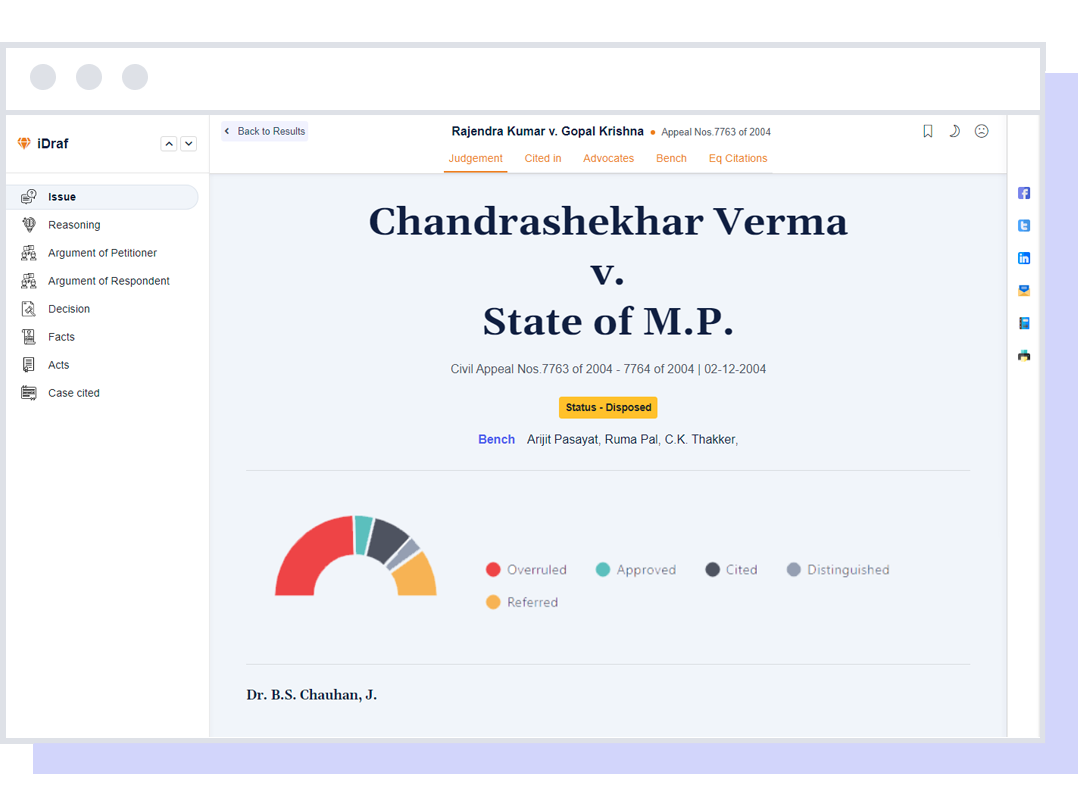 iDraf
Issue
Reasoning
Argument of Petitioner
Argument of Respondent
Decision
Facts
Acts
Case cited
Back to Results
Rajendra Kumar v. Gopal Krishna • Appeal Nos.7763 of 2004
Judgement Cited in Advocates Bench Eq Citations
Chandrashekhar Verma
v.
State of M.P.
Civil Appeal Nos.7763 of 2004 - 7764 of 2004 | 02-12-2004
Status - Disposed
Bench Arijit Pasayat, Ruma Pal, C.K. Thakker,
Overruled Approved Cited Distinguished
Referred
Dr. B.S. Chauhan, J.